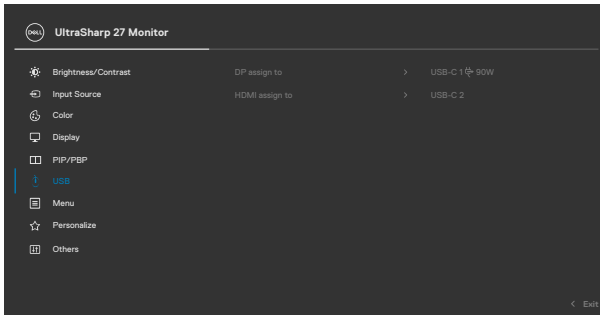 DELL UltraSharp 27 Monitor
Brightness/Contrast
Input Source
Color
Display
PIP/PBP
USB
Menu
Personalize
Others
DP assign to > USB-C 1 90W
HDMI assign to > USB-C 2
< Exit